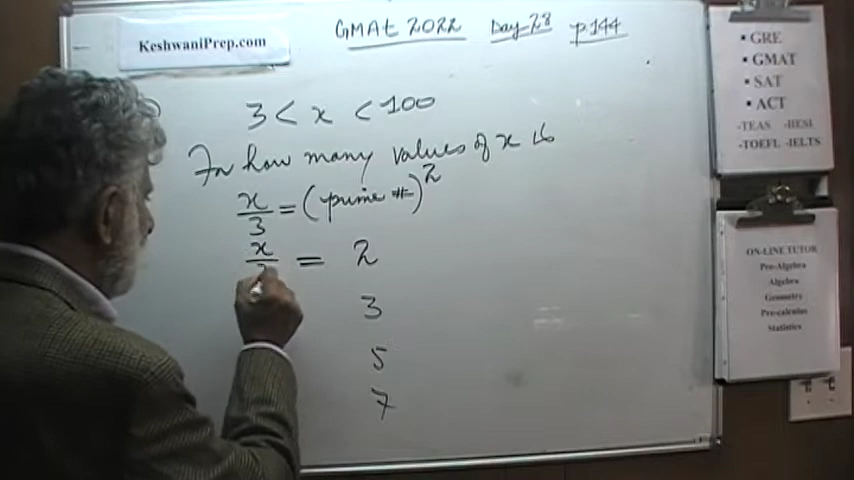 KeshwaniPrep.com
GMAt 2022 Day-28 p144
3 < x < 100
For how many values of x is
x/3 = (prime #)^2
x/3 = 2
3
5
7
▪ GRE
▪ GMAT
▪ SAT
▪ ACT
-TEAS -HESI
-TOEFL -IELTS
ON-LINE TUTOR
Pre-Algebra
Algebra
Geometry
Pre-calculus
Statistics